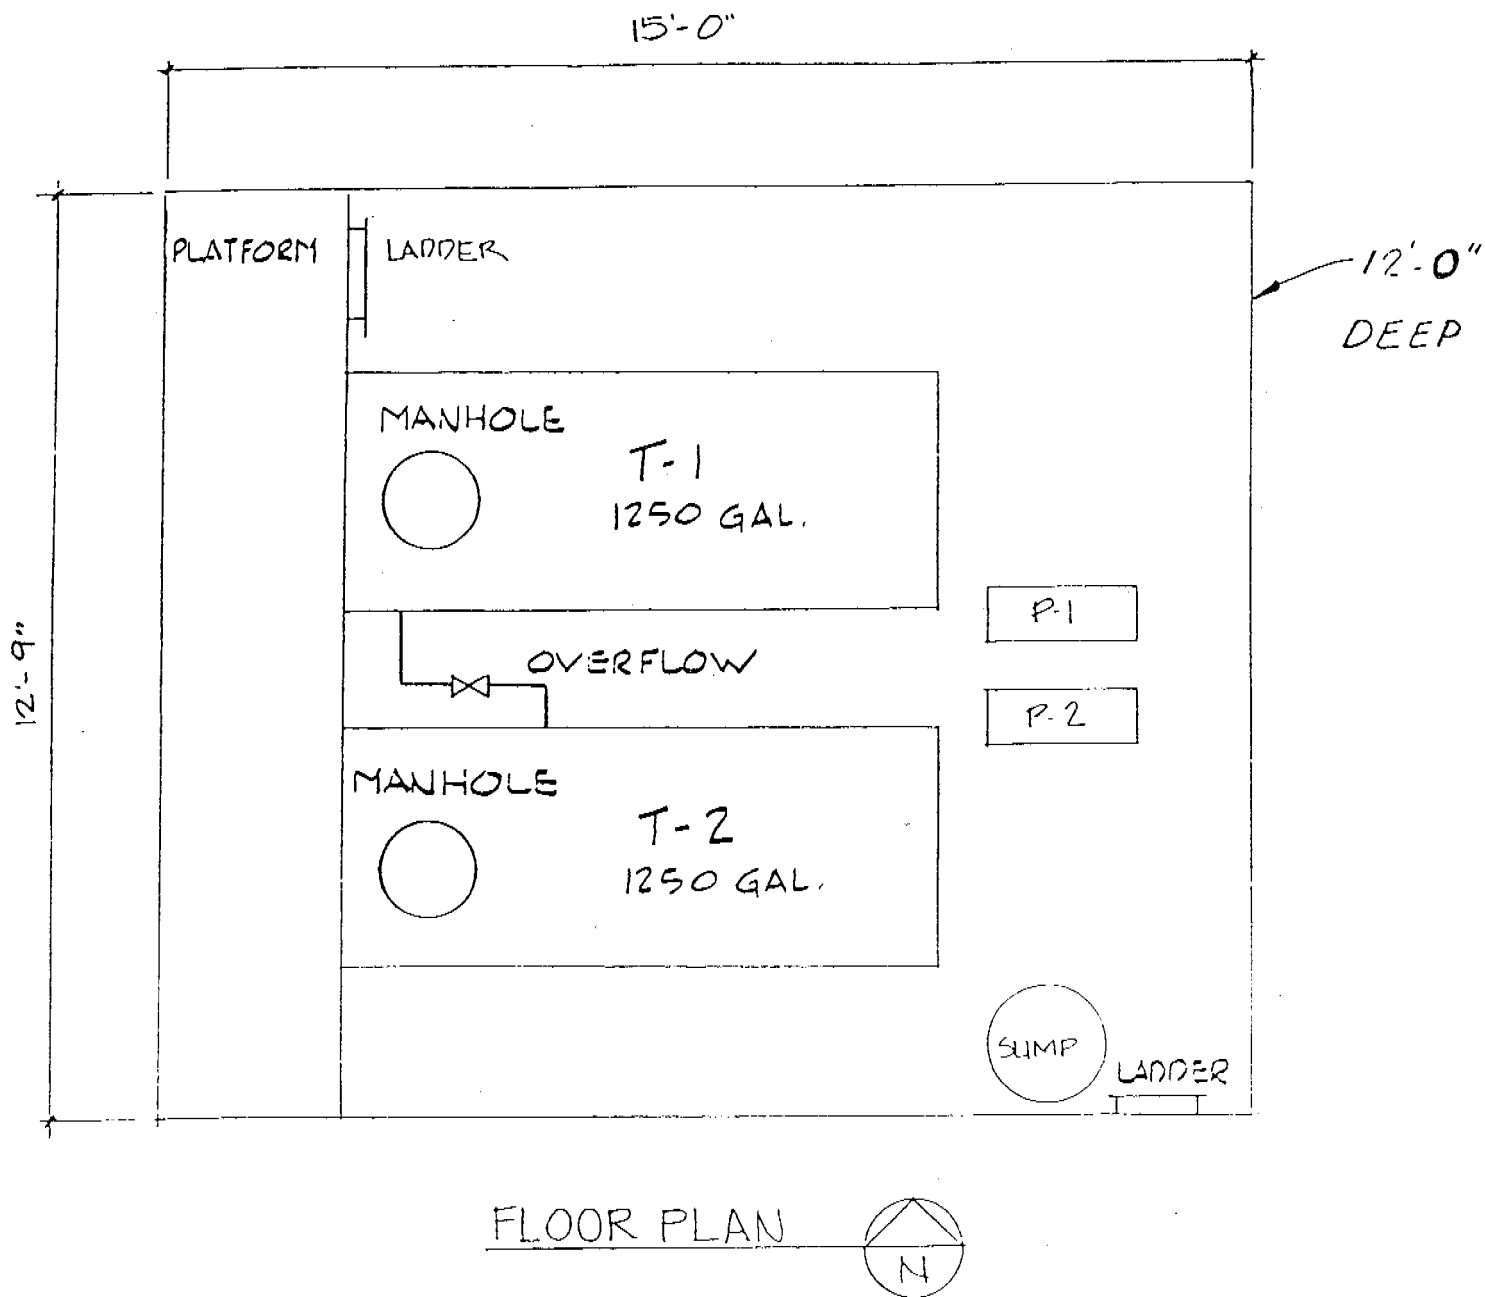 15'-0"
PLATFORM
LADDER
12'-0"
DEEP
MANHOLE
T-1
1250 GAL.
P-1
OVERFLOW
12'-9"
P-2
MANHOLE
T-2
1250 GAL.
SUMP
LADDER
FLOOR PLAN
N